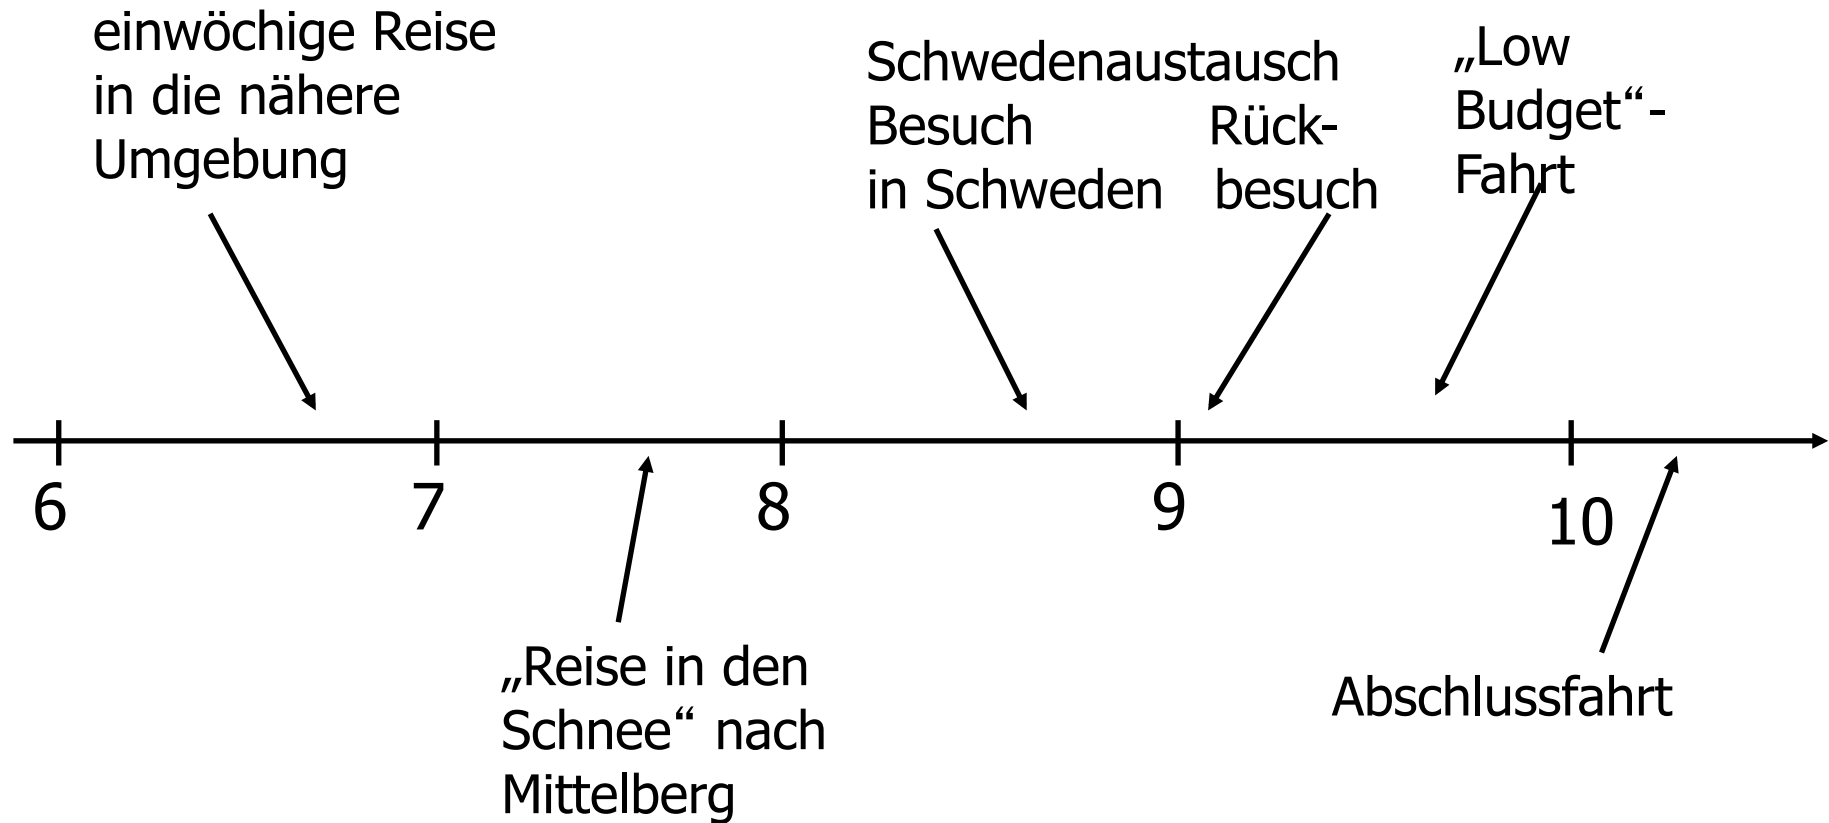 einwöchige Reise
in die nähere
Umgebung
Schwedenaustausch
Besuch Rück-
in Schweden besuch
„Low
Budget“-
Fahrt
6 7 8 9 10
„Reise in den
Schnee“ nach
Mittelberg
Abschlussfahrt